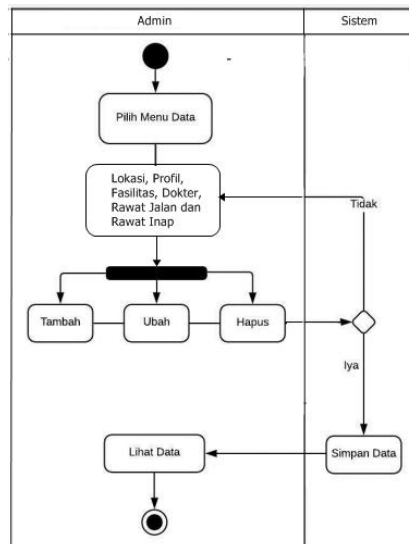 Admin
Sistem
Pilih Menu Data
Lokasi, Profil,
Fasilitas, Dokter,
Rawat Jalan dan
Rawat Inap
Tidak
Tambah
Ubah
Hapus
Iya
Lihat Data
Simpan Data